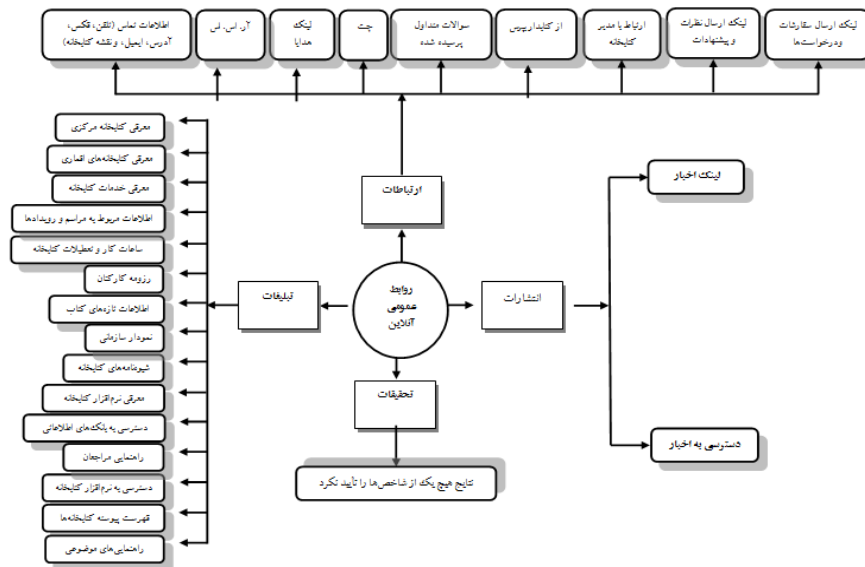 لینک ارسال سفارشات
ودرخواست‌ها
لینک ارسال نظرات
و پیشنهادات
ارتباط با مدیر
کتابخانه
از کتابدار بپرس
سوالات متداول
پرسیده شده
چت
لینک
هدایا
آر. اس. اس
اطلاعات تماس (تلفن، فکس،
آدرس، ایمیل، و نقشه کتابخانه)
ارتباطات
لینک اخبار
انتشارات
دسترسی به اخبار
روابط
عمومی
آنلاین
تحقیقات
نتایج هیچ یک از شاخص‌ها را تأیید نکرد
تبلیغات
معرفی کتابخانه مرکزی
معرفی کتابخانه‌های اقماری
معرفی خدمات کتابخانه
اطلاعات مربوط به مراسم و رویدادها
ساعات کار و تعطیلات کتابخانه
رزومه کارکنان
اطلاعات تازه‌های کتاب
نمودار سازمانی
شیوه‌نامه‌های کتابخانه
معرفی نرم‌افزار کتابخانه
دسترسی به بانک‌های اطلاعاتی
راهنمایی مراجعان
دسترسی به نرم‌افزار کتابخانه
فهرست پیوسته کتابخانه‌ها
راهنمایی‌های موضوعی